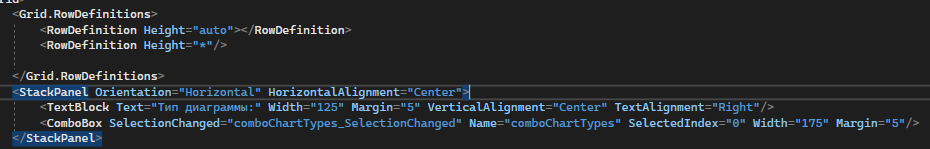 <Grid.RowDefinitions>
<RowDefinition Height="auto"></RowDefinition>
<RowDefinition Height="*"/>
</Grid.RowDefinitions>
<StackPanel Orientation="Horizontal" HorizontalAlignment="Center">
<TextBlock Text="Тип диаграммы:" Width="125" Margin="5" VerticalAlignment="Center" TextAlignment="Right"/>
<ComboBox SelectionChanged="comboChartTypes_SelectionChanged" Name="comboChartTypes" SelectedIndex="0" Width="175" Margin="5"/>
</StackPanel>